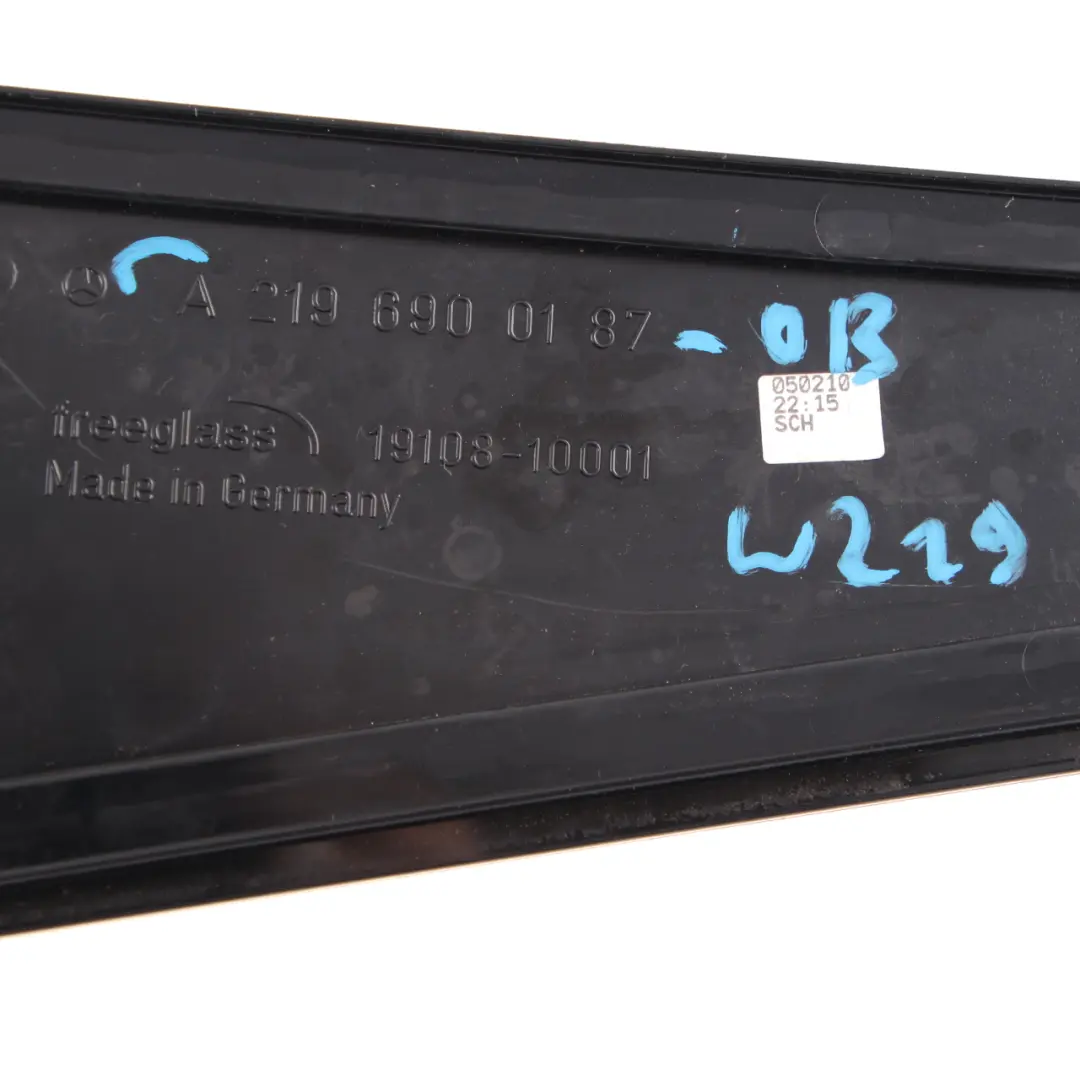 A 219 690 01 87 -0B
050210
22:15
SCH
freeglass 19108-10001
Made in Germany
W219